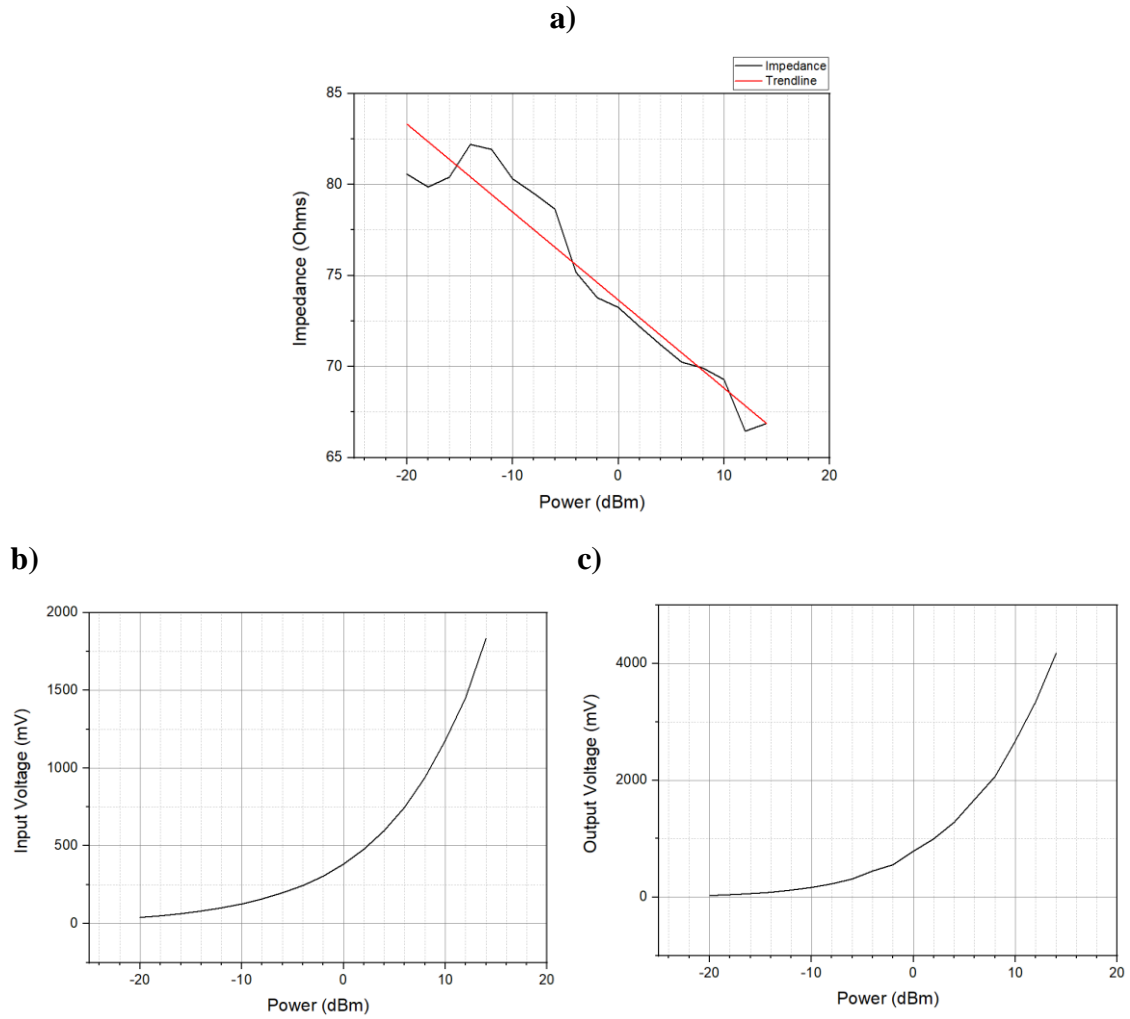 a)
Impedance
Trendline
85
80
75
70
65
Impedance (Ohms)
-20 -10 0 10 20
Power (dBm)
b)
2000
1500
1000
500
0
Input Voltage (mV)
-20 -10 0 10 20
Power (dBm)
c)
4000
2000
0
Output Voltage (mV)
-20 -10 0 10 20
Power (dBm)